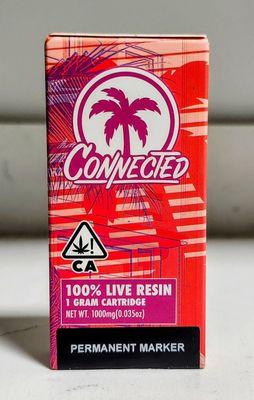 CONNECTED
!
CA
100% LIVE RESIN
1 GRAM CARTRIDGE
NET WT. 1000mg(0.035oz)
PERMANENT MARKER